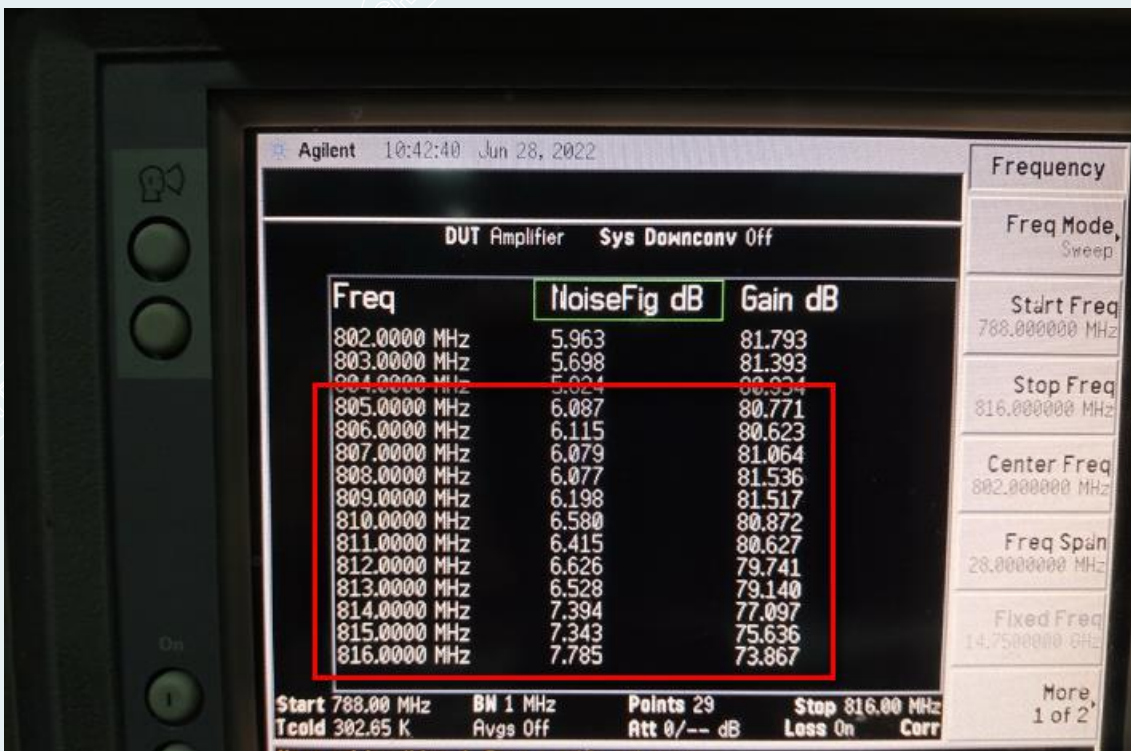 Agilent 10:42:40 Jun 28, 2022
DUT Amplifier Sys Downconv Off
Freq NoiseFig dB Gain dB
802.0000 MHz 5.963 81.793
803.0000 MHz 5.698 81.393
804.0000 MHz 5.824 80.934
805.0000 MHz 6.087 80.771
806.0000 MHz 6.115 80.623
807.0000 MHz 6.079 81.064
808.0000 MHz 6.077 81.536
809.0000 MHz 6.198 81.517
810.0000 MHz 6.580 80.872
811.0000 MHz 6.415 80.627
812.0000 MHz 6.626 79.741
813.0000 MHz 6.528 79.140
814.0000 MHz 7.394 77.097
815.0000 MHz 7.343 75.636
816.0000 MHz 7.785 73.867
Start 788.00 MHz BW 1 MHz Points 29 Stop 816.00 MHz
Tcold 302.65 K Avgs Off Att 0/-- dB Loss On Corr
Frequency
Freq Mode
Sweep
Start Freq
788.000000 MHz
Stop Freq
816.000000 MHz
Center Freq
802.000000 MHz
Freq Span
28.0000000 MHz
Fixed Freq
14.7500000 GHz
More
1 of 2
On